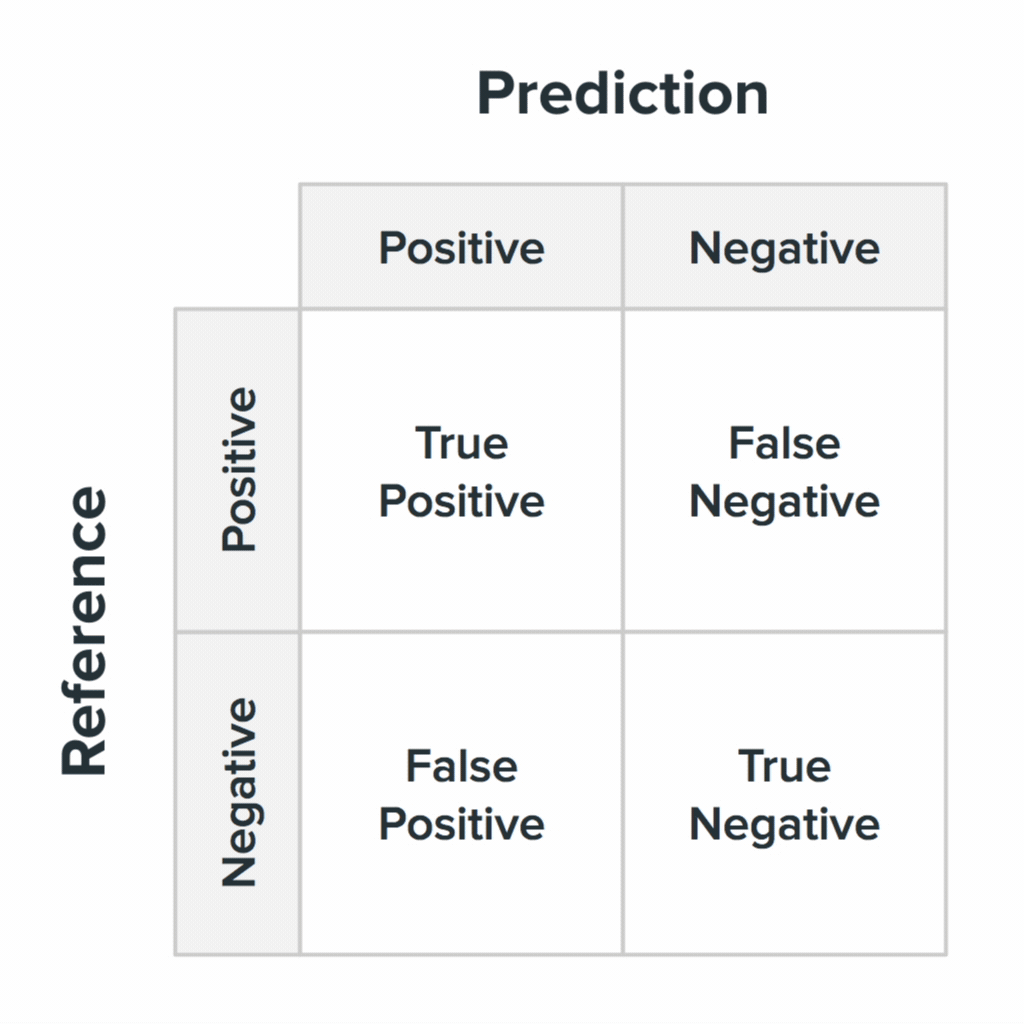 Prediction
Positive
Negative
Reference
Positive
True
Positive
False
Negative
Negative
False
Positive
True
Negative